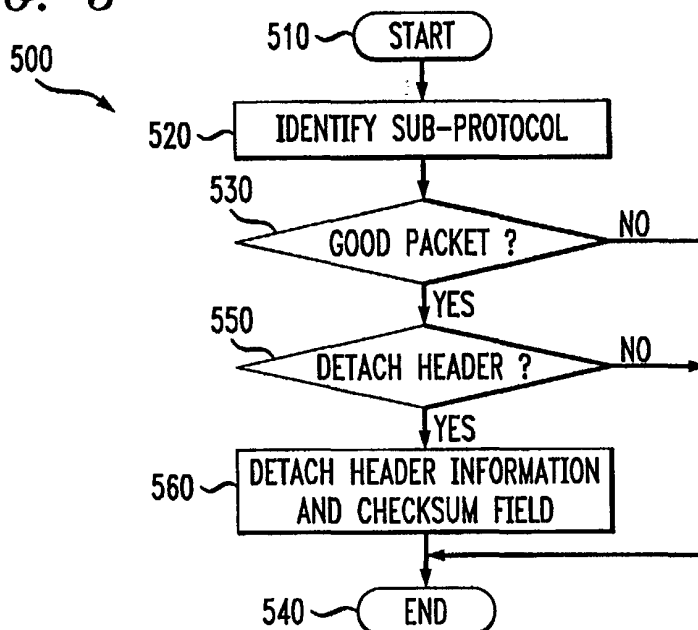 500
510
START
520
IDENTIFY SUB-PROTOCOL
530
GOOD PACKET ?
NO
YES
550
DETACH HEADER ?
NO
YES
560
DETACH HEADER INFORMATION
AND CHECKSUM FIELD
540
END